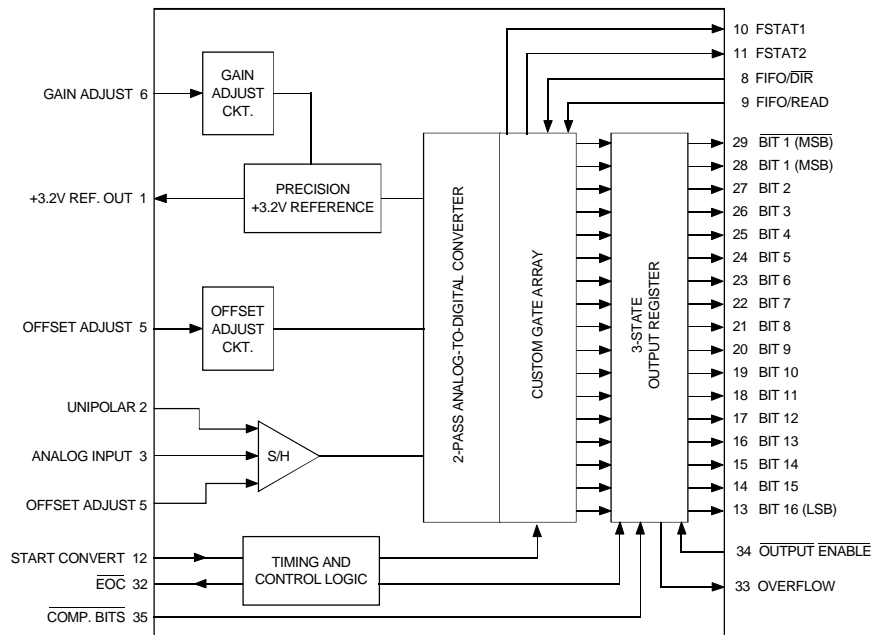 10 FSTAT1
11 FSTAT2
8 FIFO/DIR
9 FIFO/READ
GAIN ADJUST 6
GAIN
ADJUST
CKT.
+3.2V REF. OUT 1
PRECISION
+3.2V REFERENCE
OFFSET ADJUST 5
OFFSET
ADJUST
CKT.
UNIPOLAR 2
ANALOG INPUT 3
OFFSET ADJUST 5
S/H
START CONVERT 12
EOC 32
COMP. BITS 35
TIMING AND
CONTROL LOGIC
2-PASS ANALOG-TO-DIGITAL CONVERTER
CUSTOM GATE ARRAY
3-STATE
OUTPUT REGISTER
29 BIT 1 (MSB)
28 BIT 1 (MSB)
27 BIT 2
26 BIT 3
25 BIT 4
24 BIT 5
23 BIT 6
22 BIT 7
21 BIT 8
20 BIT 9
19 BIT 10
18 BIT 11
17 BIT 12
16 BIT 13
15 BIT 14
14 BIT 15
13 BIT 16 (LSB)
34 OUTPUT ENABLE
33 OVERFLOW